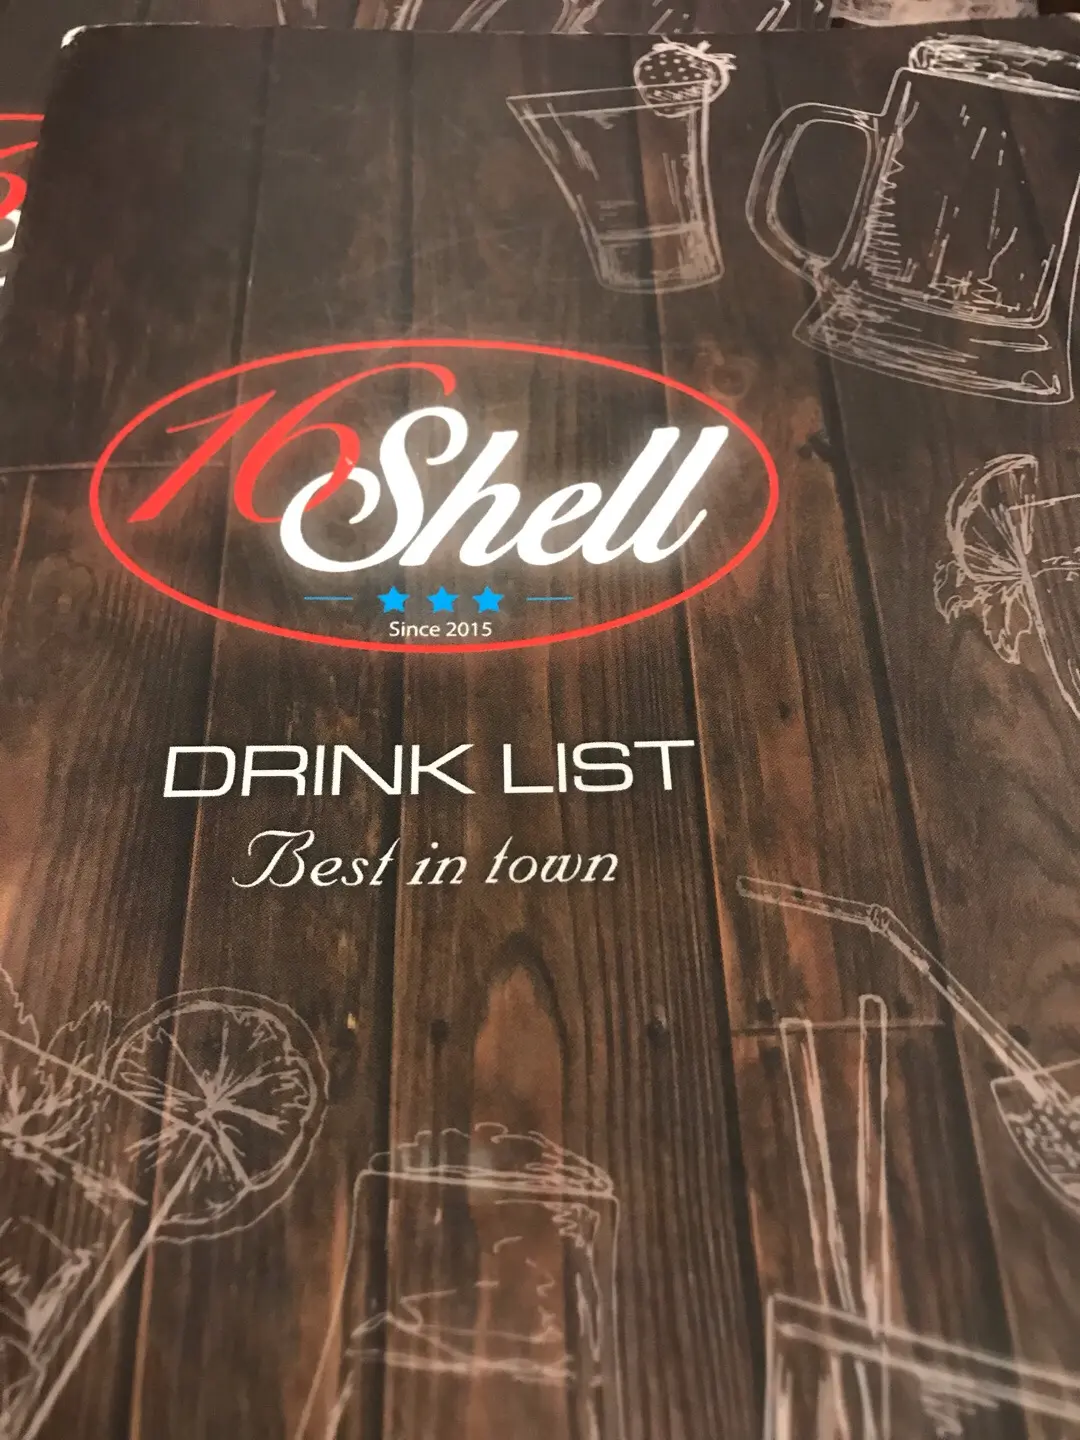 16 Shell
Since 2015
DRINK LIST
Best in town